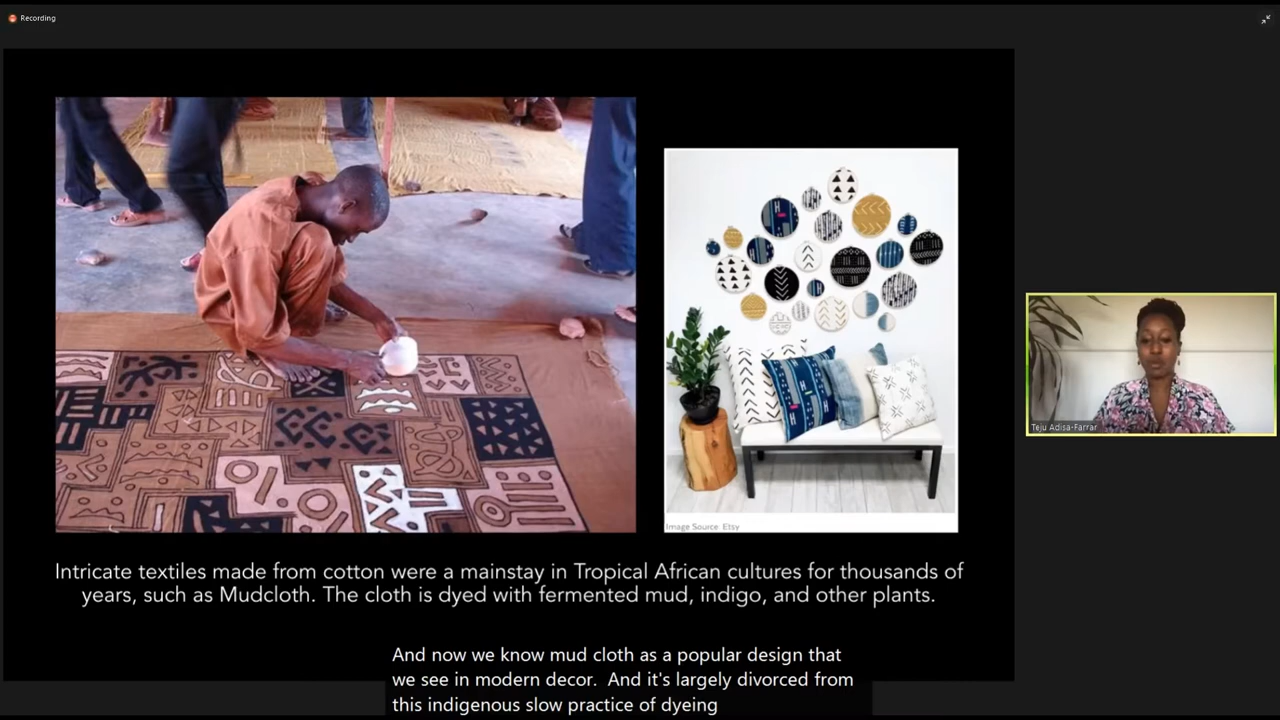 Recording
Image Source Etsy
Teju Adisa-Farrar
Intricate textiles made from cotton were a mainstay in Tropical African cultures for thousands of
years, such as Mudcloth. The cloth is dyed with fermented mud, indigo, and other plants.
And now we know mud cloth as a popular design that
we see in modern decor.  And it's largely divorced from
this indigenous slow practice of dyeing